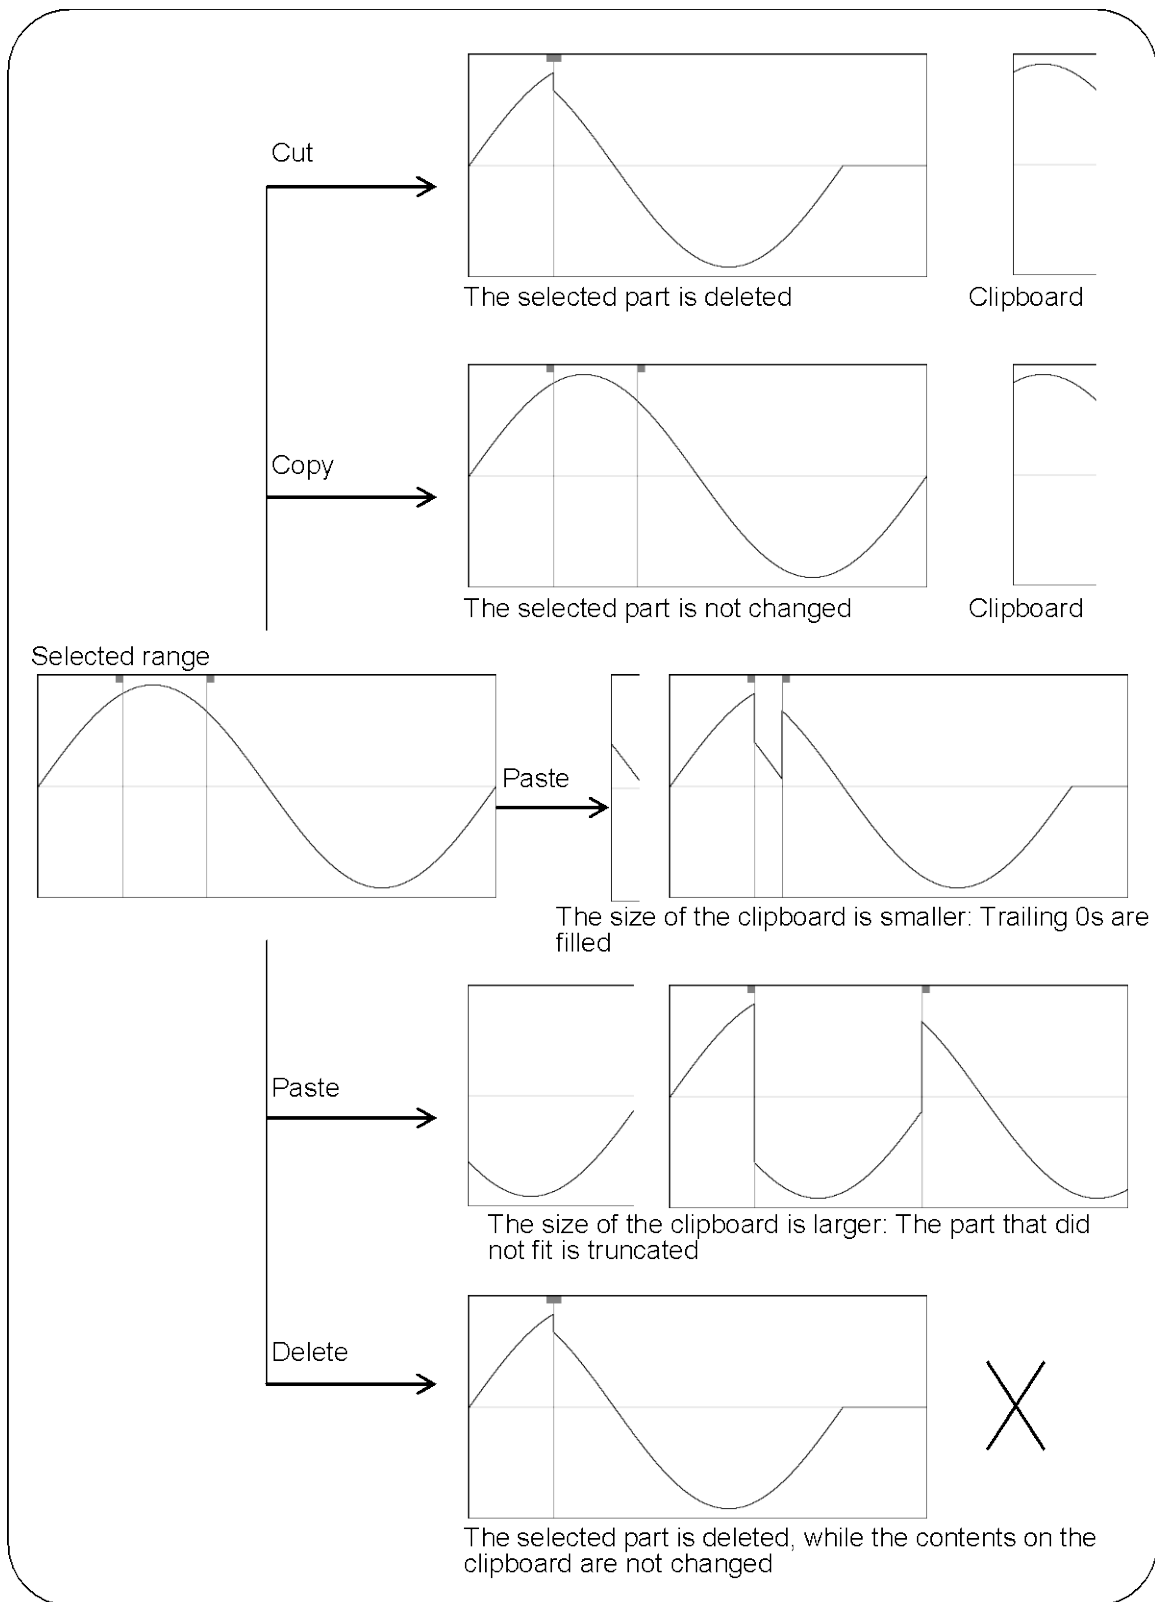 Cut
The selected part is deleted
Clipboard
Copy
The selected part is not changed
Clipboard
Selected range
Paste
The size of the clipboard is smaller: Trailing 0s are
filled
Paste
The size of the clipboard is larger: The part that did
not fit is truncated
Delete
The selected part is deleted, while the contents on the
clipboard are not changed